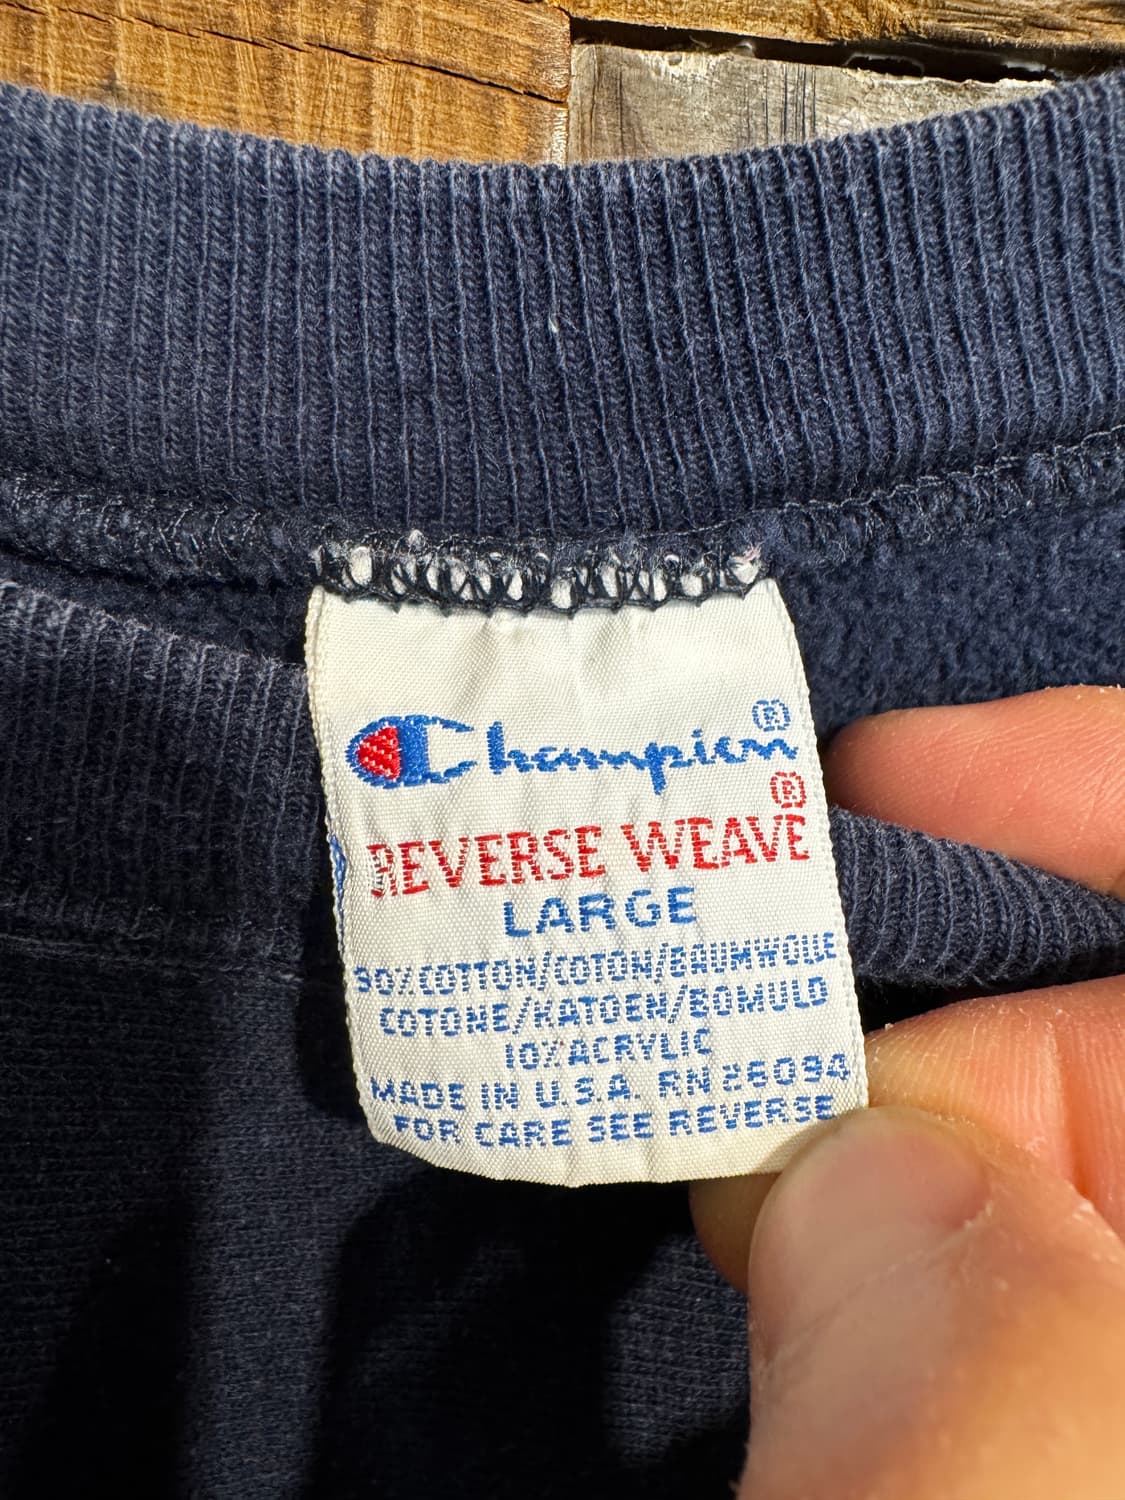 Champion®
®
REVERSE WEAVE
LARGE
90% COTTON/COTON/BAUMWOLLE
COTONE/KATOEN/BOMULD
10% ACRYLIC
MADE IN U.S.A. RN 26094
FOR CARE SEE REVERSE